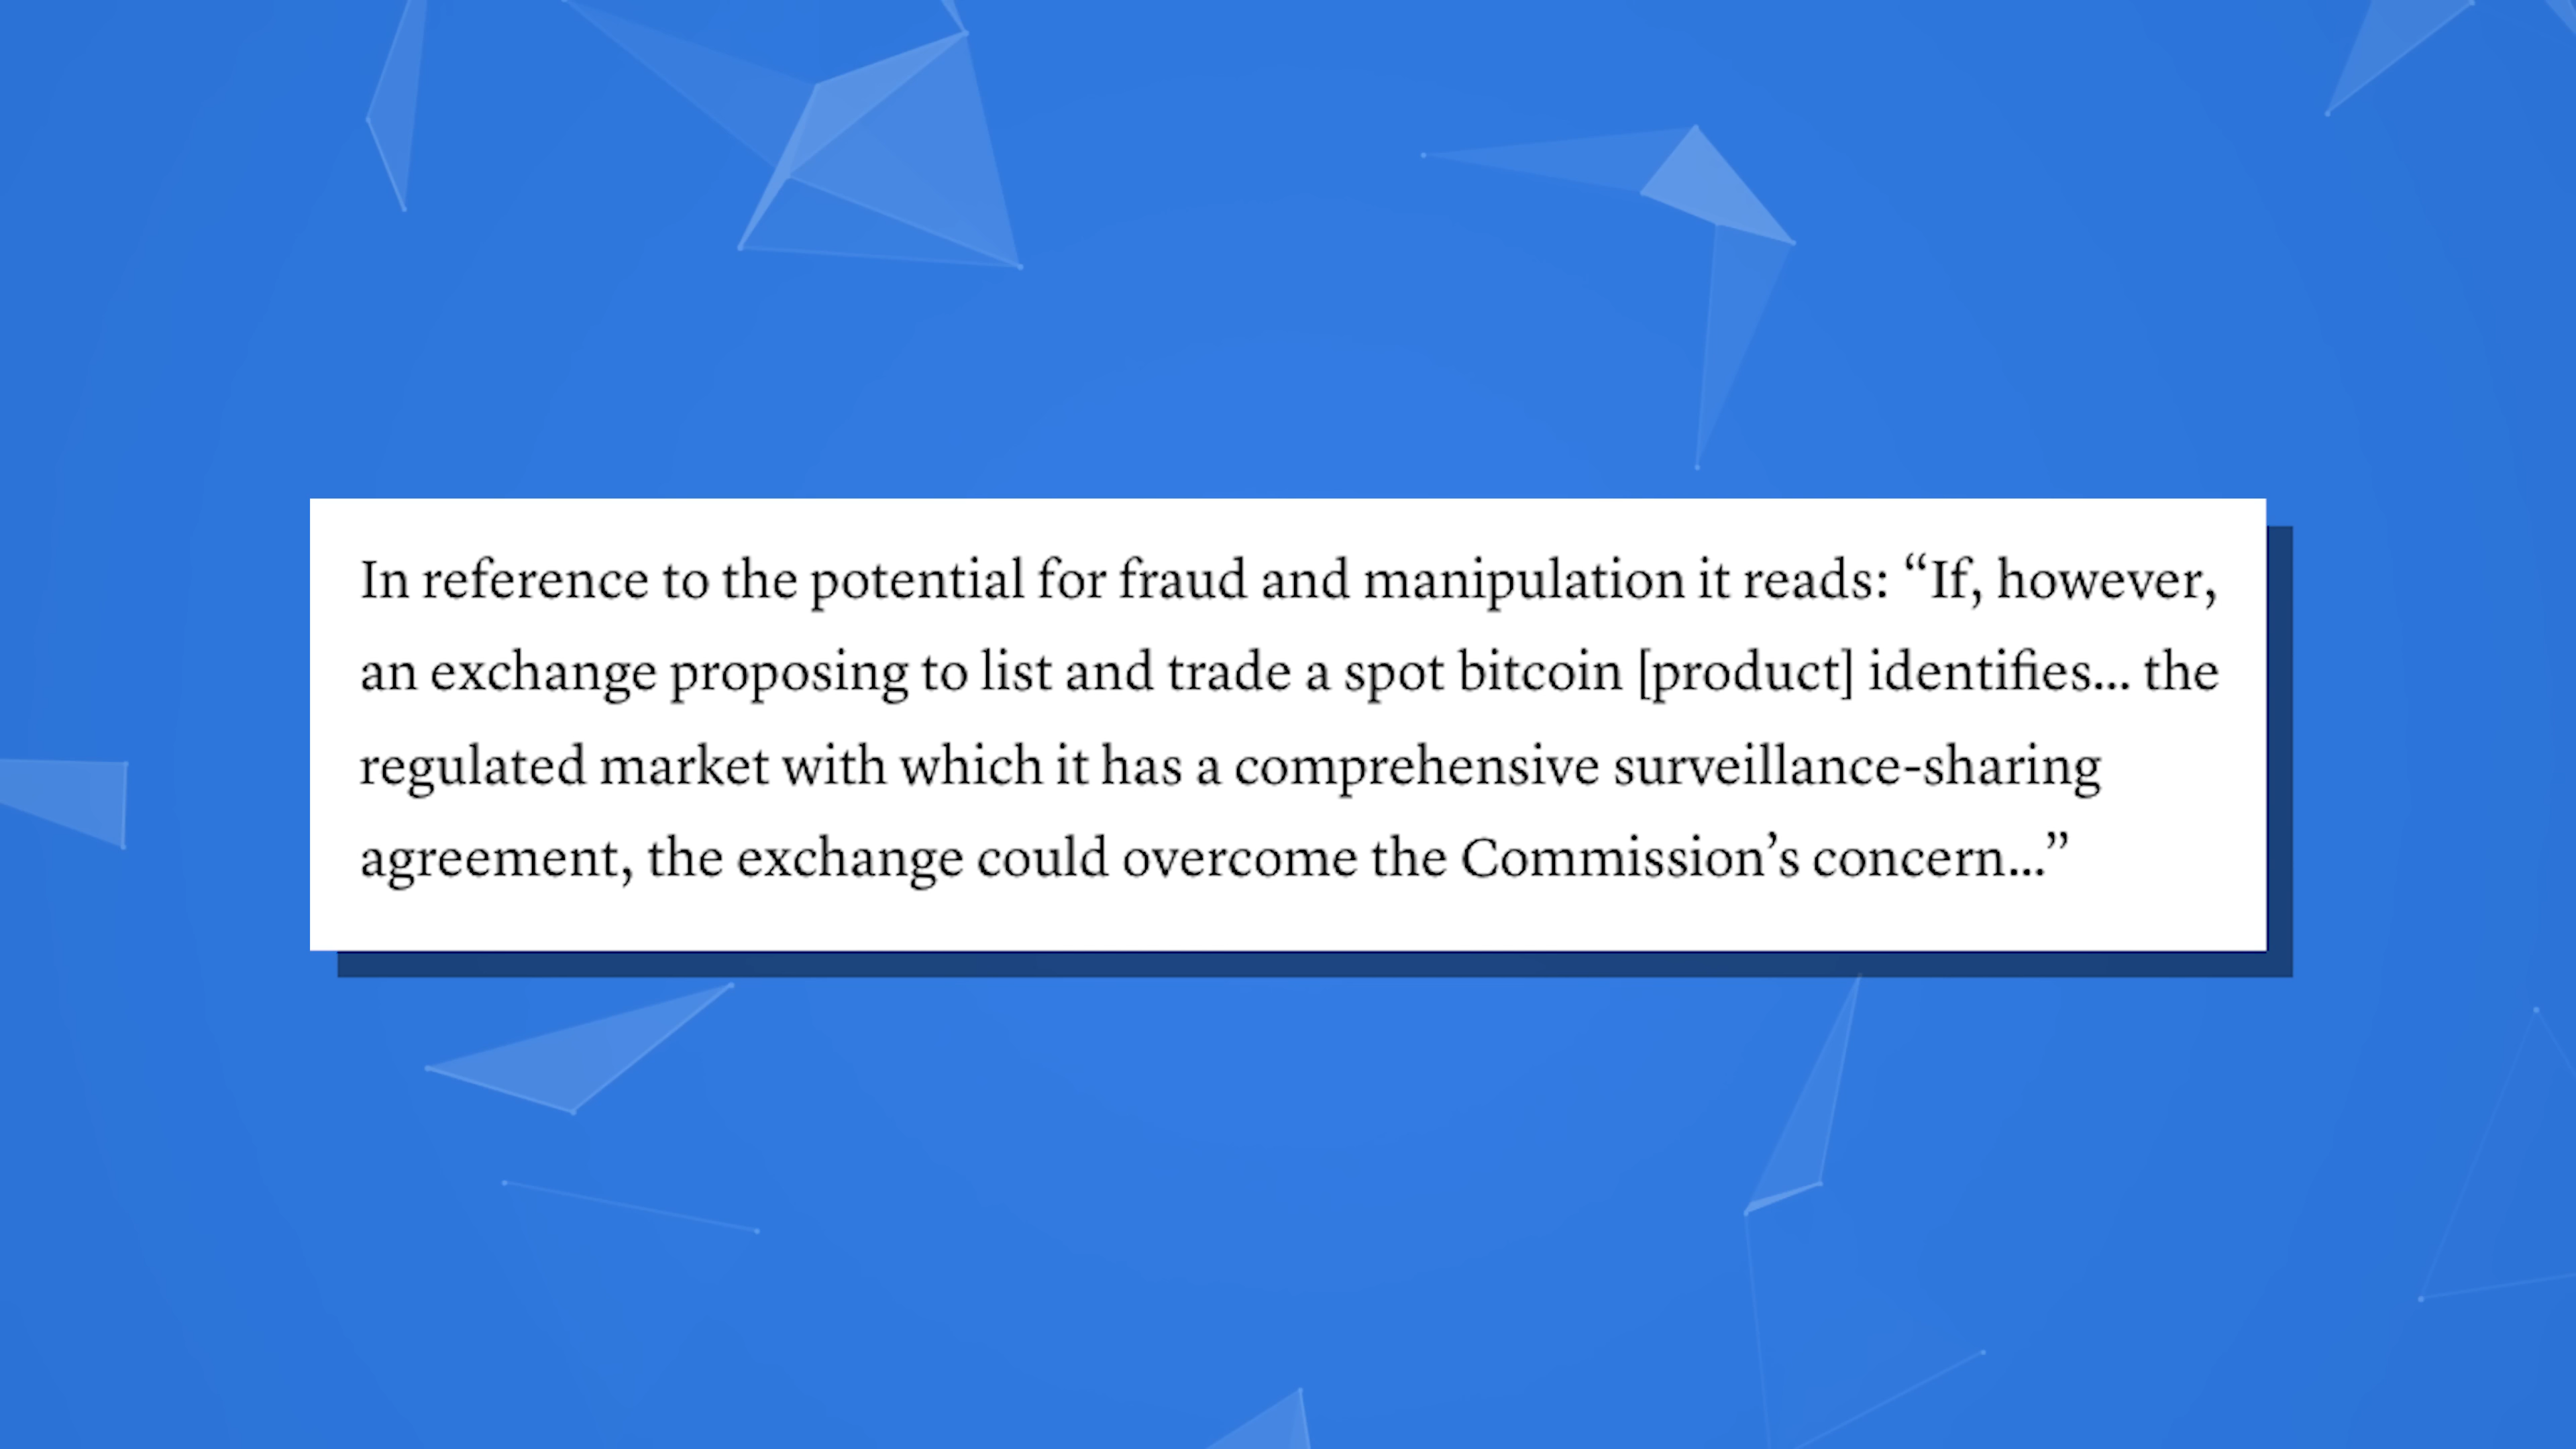 In reference to the potential for fraud and manipulation it reads: “If, however,
an exchange proposing to list and trade a spot bitcoin [product] identifies... the
regulated market with which it has a comprehensive surveillance-sharing
agreement, the exchange could overcome the Commission’s concern...”